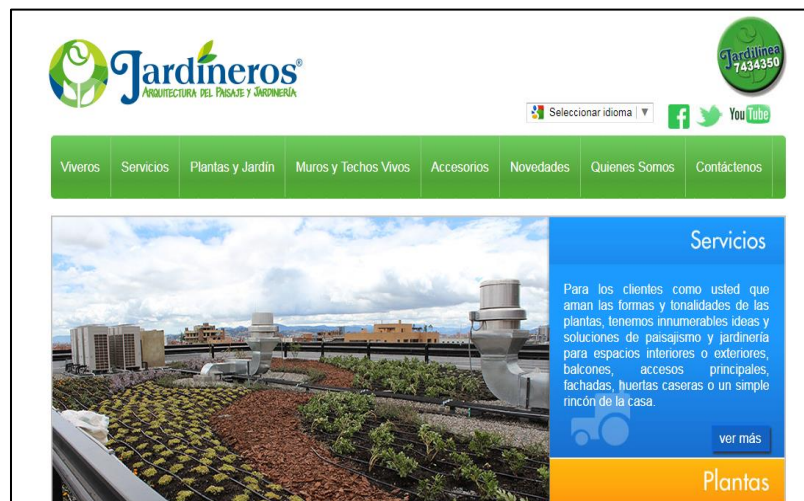 Jardineros®
ARQUITECTURA DEL PAISAJE Y JARDINERÍA
Jardilinea
7434350
Seleccionar idioma
You Tube
Viveros Servicios Plantas y Jardín Muros y Techos Vivos Accesorios Novedades Quienes Somos Contáctenos
Servicios
Para los clientes como usted que
aman las formas y tonalidades de las
plantas, tenemos innumerables ideas y
soluciones de paisajismo y jardinería
para espacios interiores o exteriores,
balcones, accesos principales,
fachadas, huertas caseras o un simple
rincón de la casa.
ver más
Plantas